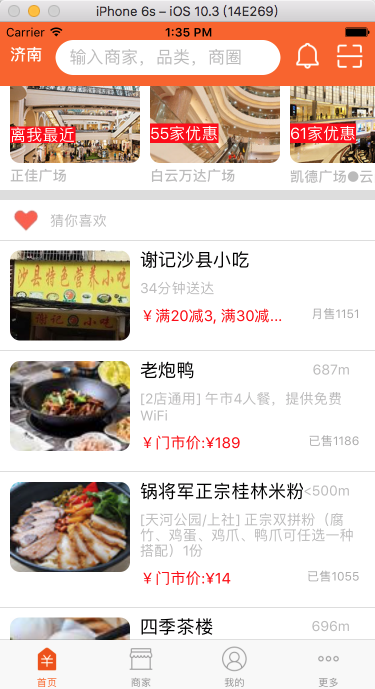 iPhone 6s – iOS 10.3 (14E269)
Carrier 1:35 PM
济南 输入商家，品类，商圈
离我最近 55家优惠 61家优惠
正佳广场 白云万达广场 凯德广场●云
猜你喜欢
沙县特色营养小吃
谢记 小吃
谢记沙县小吃
34分钟送达
￥满20减3, 满30减... 月售1151
老炮鸭 687m
[2店通用] 午市4人餐，提供免费
WiFi
￥门市价:¥189 已售1186
锅将军正宗桂林米粉 <500m
[天河公园/上社] 正宗双拼粉（腐
竹、鸡蛋、鸡爪、鸭爪可任选一种
搭配）1份
￥门市价:¥14 已售1055
四季茶楼 696m
首页 商家 我的 更多